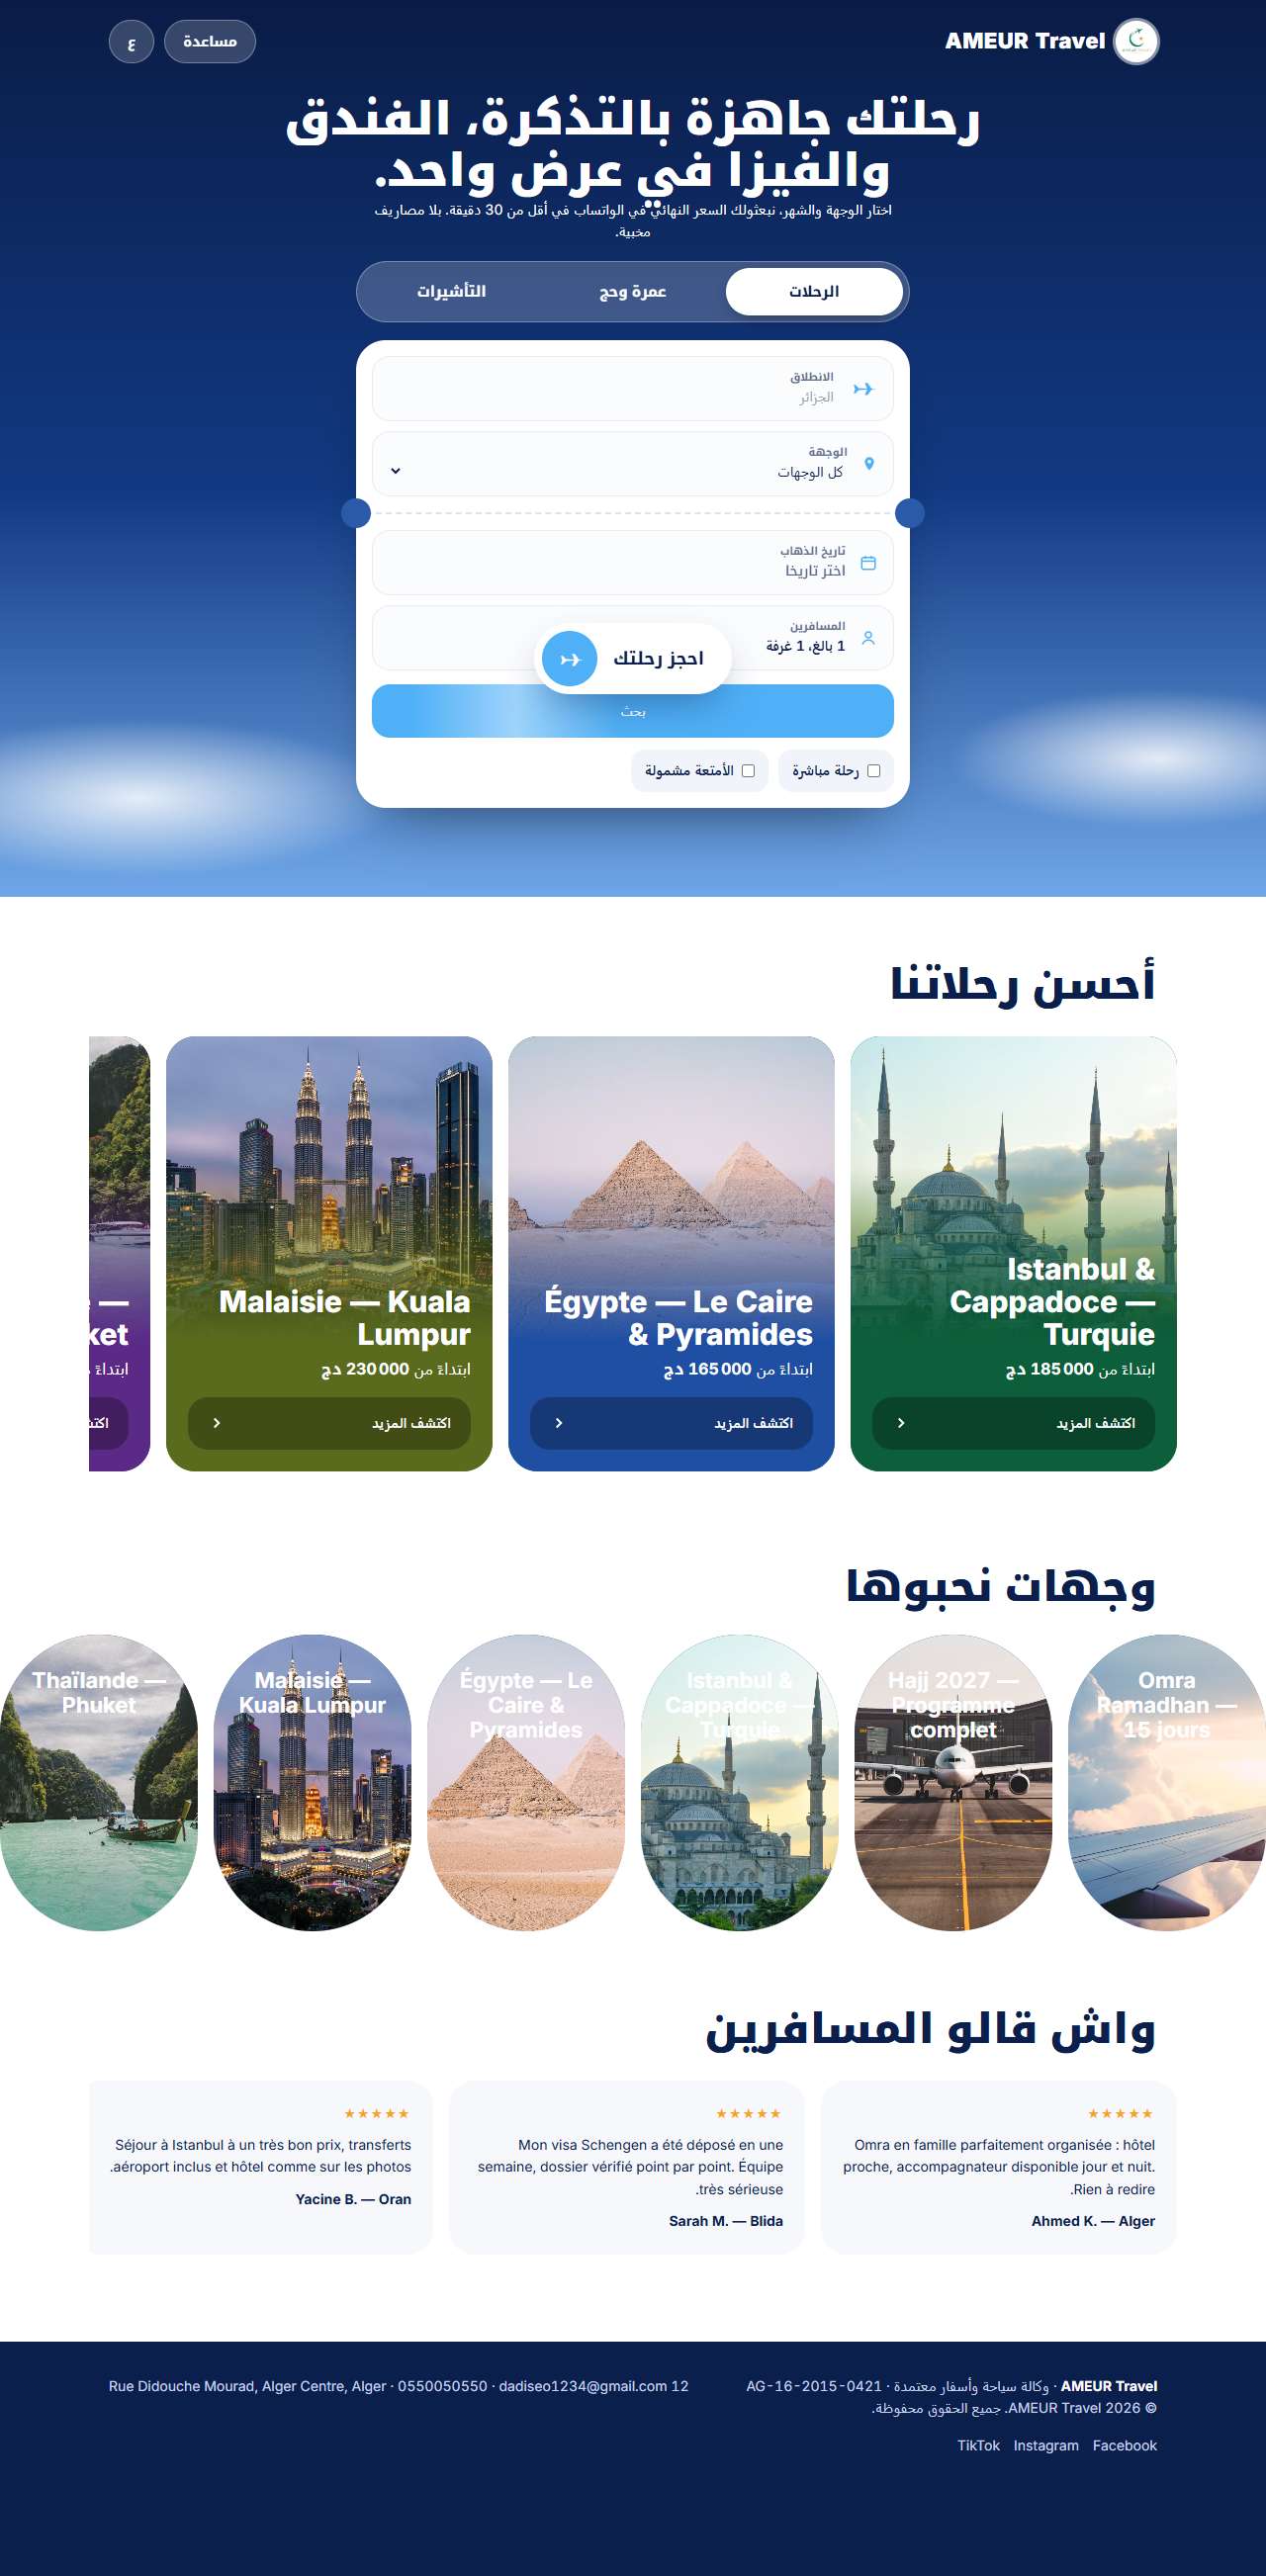 AMEUR Travel
مساعدة
ع
رحلتك جاهزة بالتذكرة، الفندق
والفيزا في عرض واحد.
اختار الوجهة والشهر، نبعثولك السعر النهائي في الواتساب في أقل من 30 دقيقة. بلا مصاريف
مخبية.
الرحلات
عمرة وحج
التأشيرات
الانطلاق
الجزائر
الوجهة
كل الوجهات
تاريخ الذهاب
اختر تاريخا
المسافرين
1 بالغ، 1 غرفة
احجز رحلتك
بحث
رحلة مباشرة
الأمتعة مشمولة
أحسن رحلاتنا
Istanbul &
Cappadoce —
Turquie
ابتداءً من 185 000 دج
اكتشف المزيد
Égypte — Le Caire
& Pyramides
ابتداءً من 165 000 دج
اكتشف المزيد
Malaisie — Kuala
Lumpur
ابتداءً من 230 000 دج
اكتشف المزيد
—
ket
ابتداءً
وجهات نحبوها
Omra
Ramadhan —
15 jours
Hajj 2027 —
Programme
complet
Istanbul &
Cappadoce —
Turquie
Égypte — Le
Caire &
Pyramides
Malaisie —
Kuala Lumpur
Thaïlande —
Phuket
واش قالو المسافرين
★★★★★
Omra en famille parfaitement organisée : hôtel
proche, accompagnateur disponible jour et nuit.
.Rien à redire
Ahmed K. — Alger
★★★★★
Mon visa Schengen a été déposé en une
semaine, dossier vérifié point par point. Équipe
.très sérieuse
Sarah M. — Blida
★★★★★
Séjour à Istanbul à un très bon prix, transferts
.aéroport inclus et hôtel comme sur les photos
Yacine B. — Oran
AMEUR Travel · وكالة سياحة وأسفار معتمدة · AG-16-2015-0421
© 2026 AMEUR Travel. جميع الحقوق محفوظة.
Facebook Instagram TikTok
Rue Didouche Mourad, Alger Centre, Alger · 0550050550 · dadiseo1234@gmail.com 12